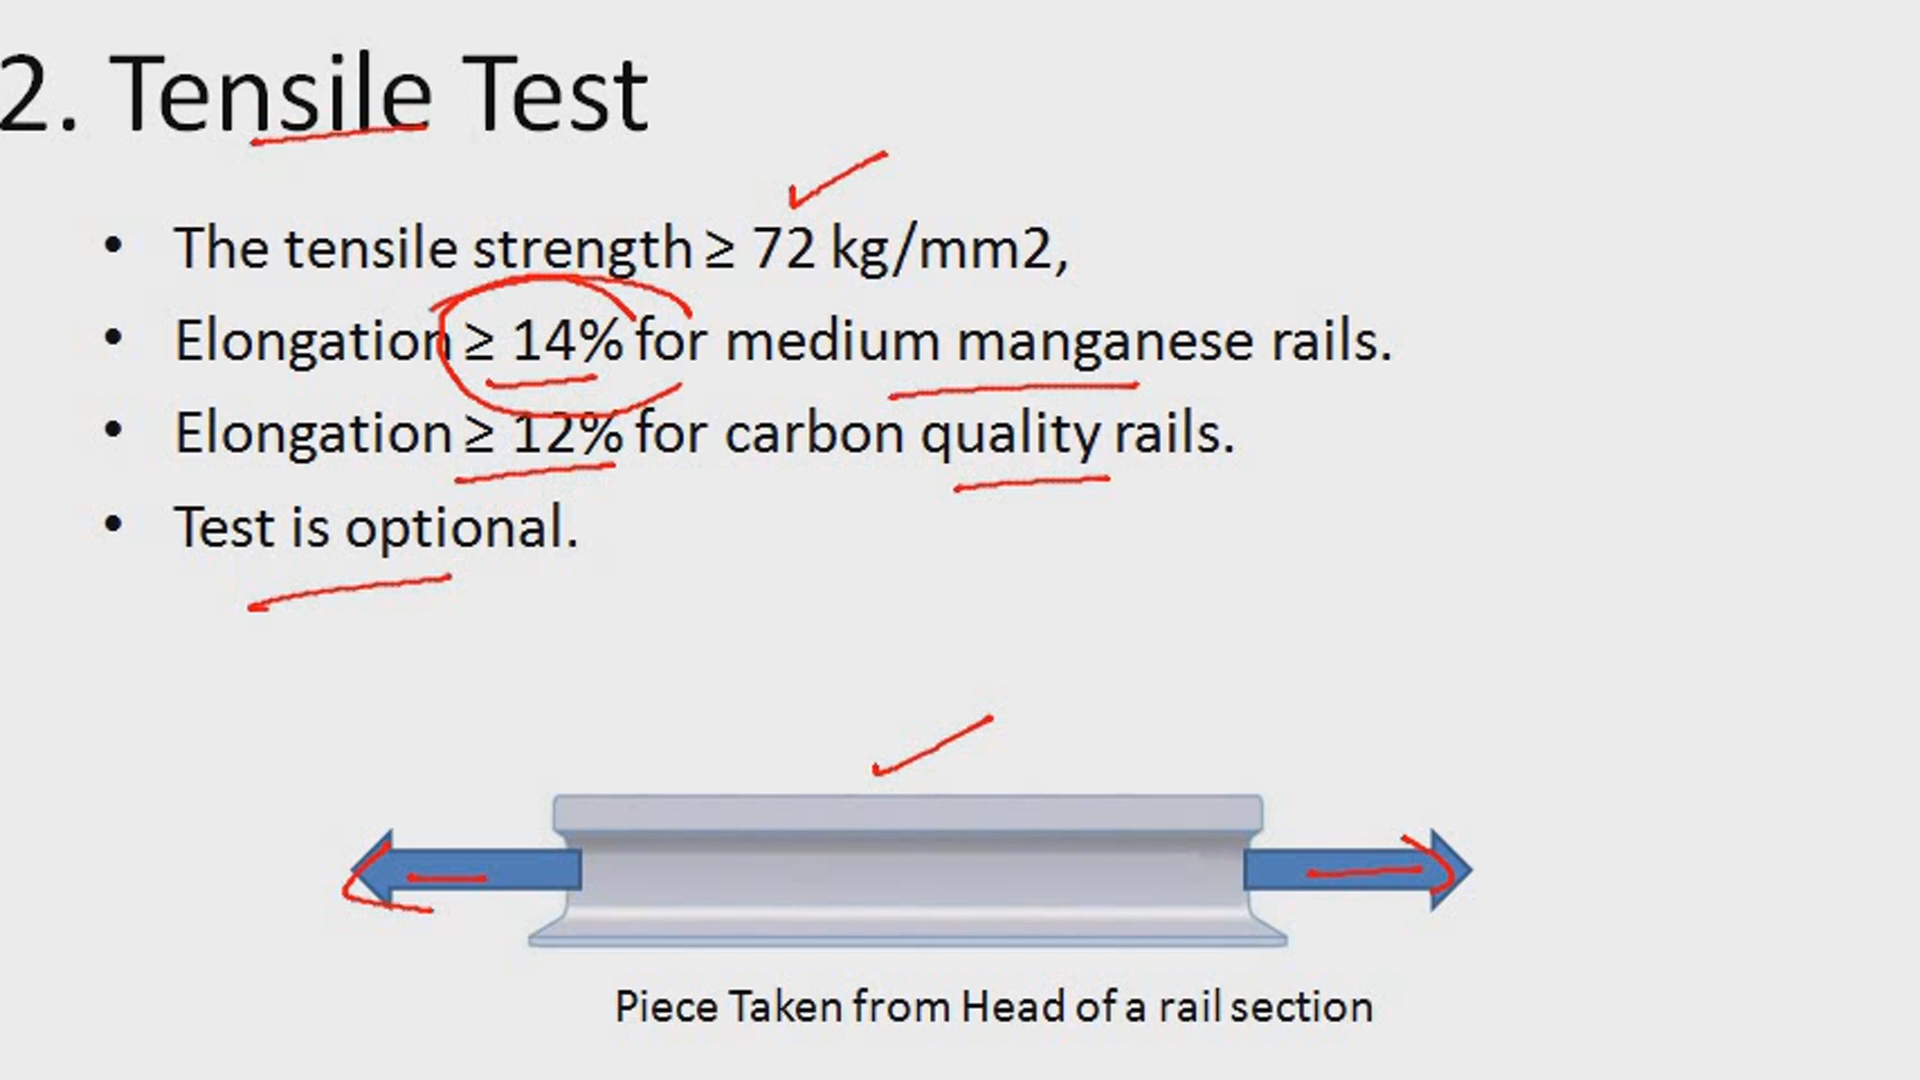 2. Tensile Test
• The tensile strength ≥ 72 kg/mm2,
• Elongation ≥ 14% for medium manganese rails.
• Elongation ≥ 12% for carbon quality rails.
• Test is optional.
Piece Taken from Head of a rail section